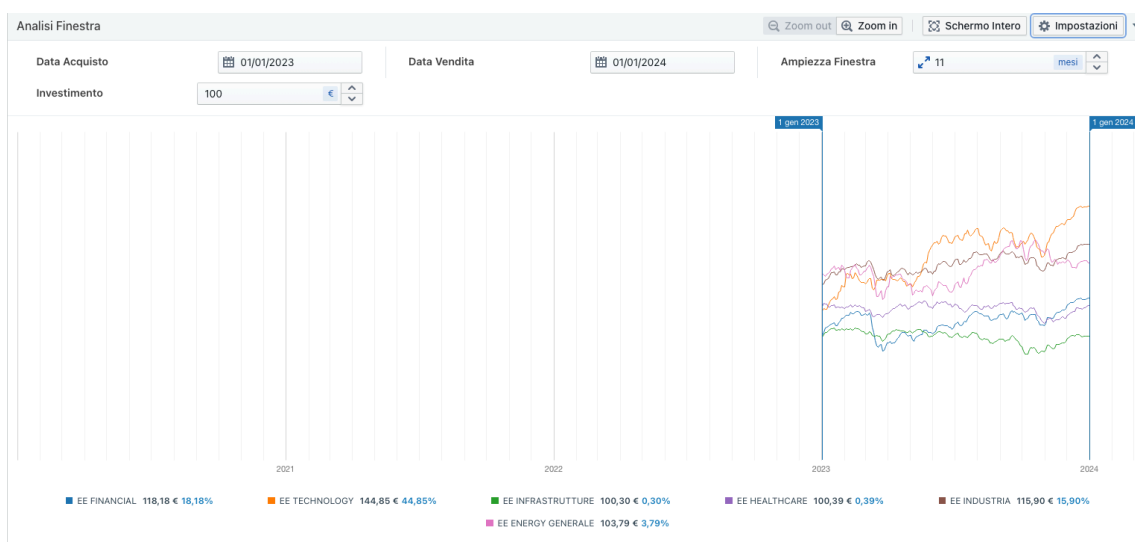 Analisi Finestra Zoom out Zoom in Schermo Intero Impostazioni
Data Acquisto 01/01/2023 Data Vendita 01/01/2024 Ampiezza Finestra 11 mesi
Investimento 100 €
1 gen 2023 1 gen 2024
2021 2022 2023 2024
EE FINANCIAL 118,18 € 18,18% EE TECHNOLOGY 144,85 € 44,85% EE INFRASTRUTTURE 100,30 € 0,30% EE HEALTHCARE 100,39 € 0,39% EE INDUSTRIA 115,90 € 15,90%
EE ENERGY GENERALE 103,79 € 3,79%